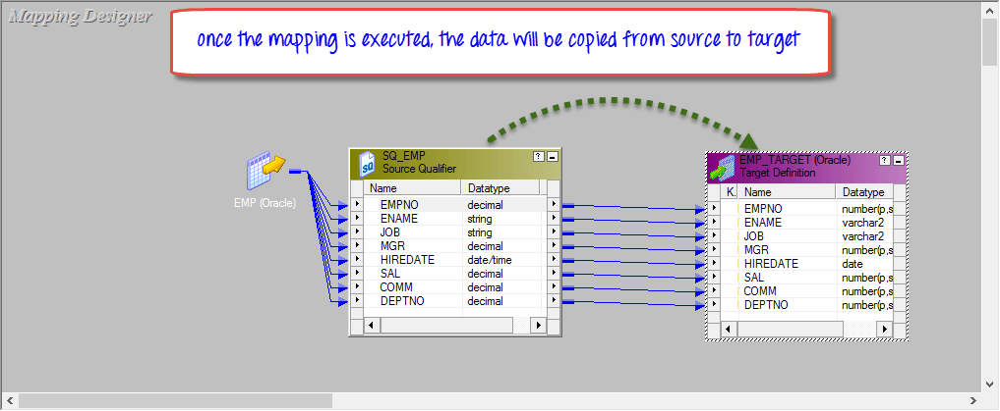 Mapping Designer
once the mapping is executed, the data will be copied from source to target
SQ_EMP
Source Qualifier
Name Datatype
EMPNO decimal
ENAME string
JOB string
MGR decimal
HIREDATE date/time
SAL decimal
COMM decimal
DEPTNO decimal
EMP (Oracle)
EMP_TARGET (Oracle)
Target Definition
K. Name Datatype
EMPNO number(p,s
ENAME varchar2
JOB varchar2
MGR number(p,s
HIREDATE date
SAL number(p,s
COMM number(p,s
DEPTNO number(p,s